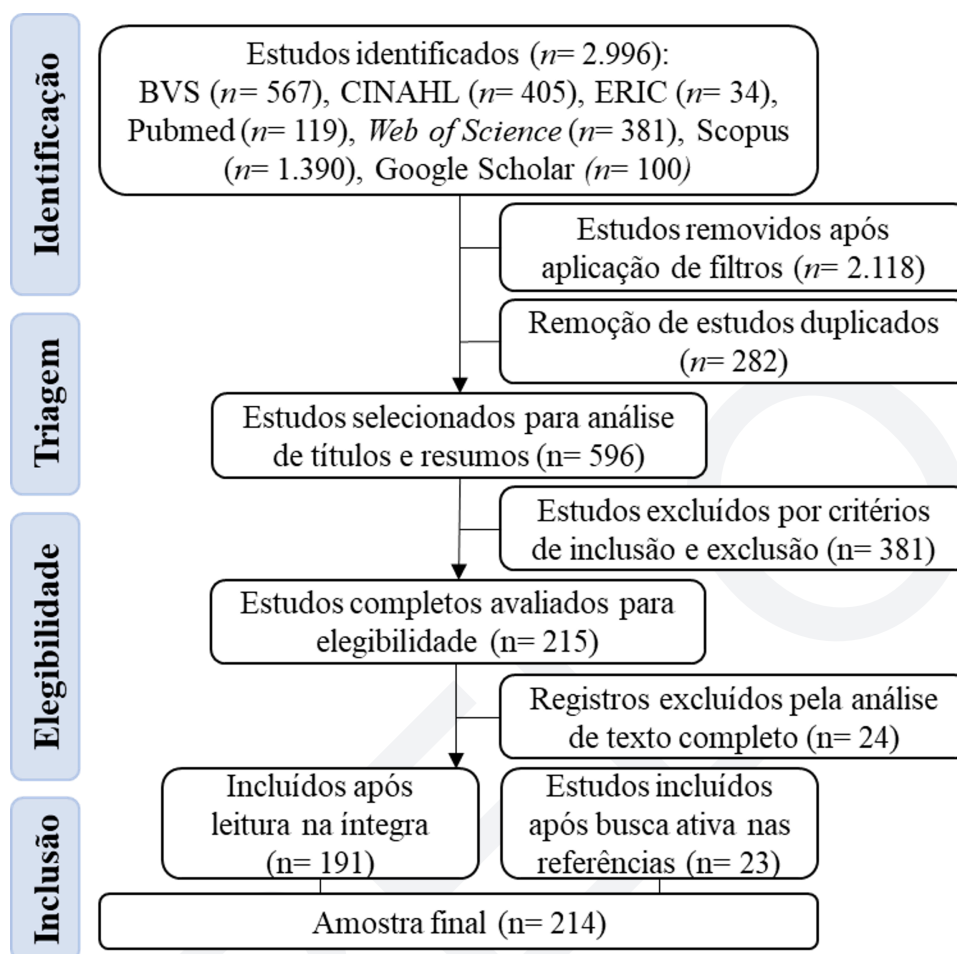 Identificação
Estudos identificados (n= 2.996):
BVS (n= 567), CINAHL (n= 405), ERIC (n= 34),
Pubmed (n= 119), Web of Science (n= 381), Scopus
(n= 1.390), Google Scholar (n= 100)
Estudos removidos após
aplicação de filtros (n= 2.118)
Remoção de estudos duplicados
(n= 282)
Triagem
Estudos selecionados para análise
de títulos e resumos (n= 596)
Estudos excluídos por critérios
de inclusão e exclusão (n= 381)
Elegibilidade
Estudos completos avaliados para
elegibilidade (n= 215)
Registros excluídos pela análise
de texto completo (n= 24)
Inclusão
Incluídos após
leitura na íntegra
(n= 191)
Estudos incluídos
após busca ativa nas
referências (n= 23)
Amostra final (n= 214)